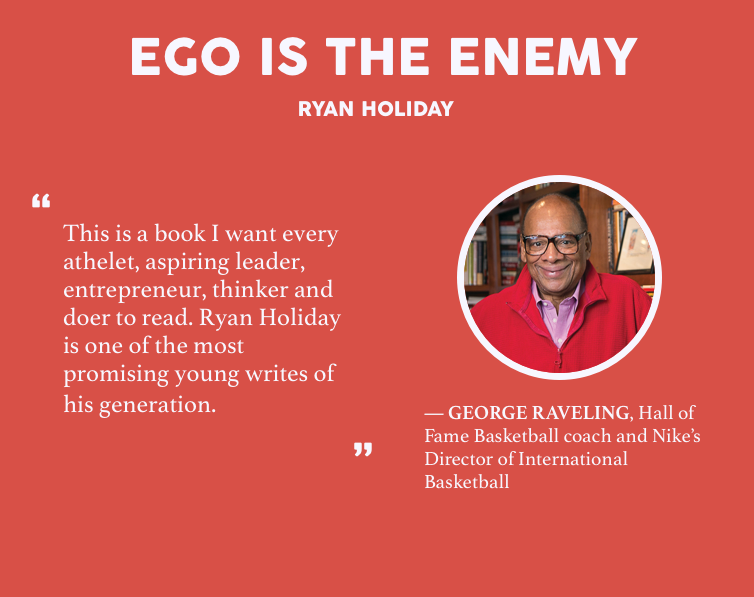 EGO IS THE ENEMY
RYAN HOLIDAY
“
This is a book I want every
athelet, aspiring leader,
entrepreneur, thinker and
doer to read. Ryan Holiday
is one of the most
promising young writes of
his generation.
”
— GEORGE RAVELING, Hall of
Fame Basketball coach and Nike’s
Director of International
Basketball